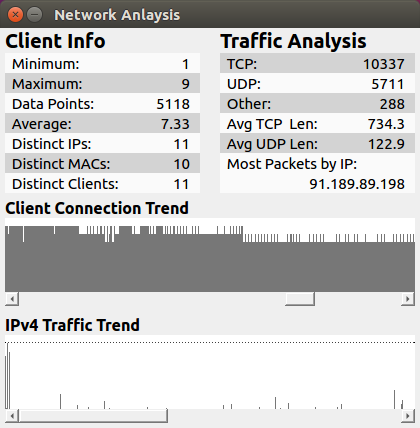 Network Anlaysis
Client Info
Minimum: 1
Maximum: 9
Data Points: 5118
Average: 7.33
Distinct IPs: 11
Distinct MACs: 10
Distinct Clients: 11
Traffic Analysis
TCP: 10337
UDP: 5711
Other: 288
Avg TCP Len: 734.3
Avg UDP Len: 122.9
Most Packets by IP:
91.189.89.198
Client Connection Trend
IPv4 Traffic Trend